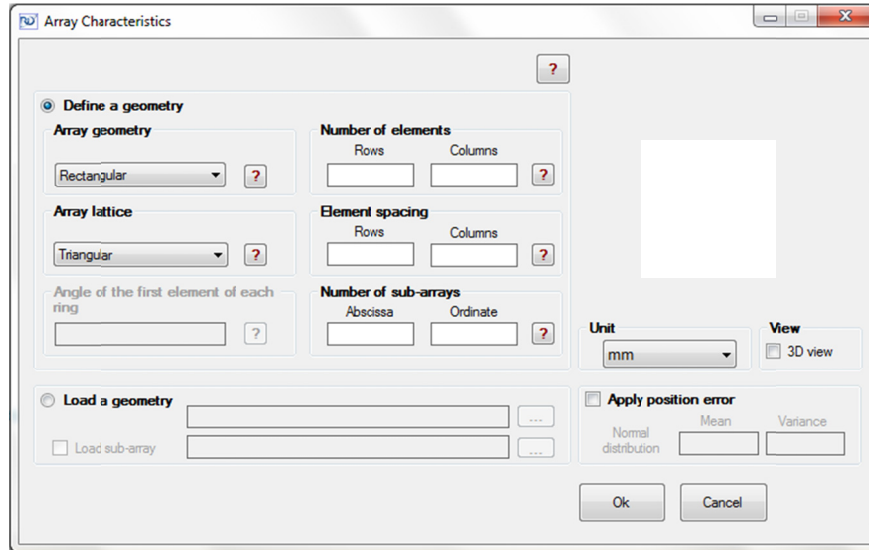 Array Characteristics
?
Define a geometry
Array geometry
Rectangular
?
Number of elements
Rows Columns
?
Array lattice
Triangular
?
Element spacing
Rows Columns
?
Angle of the first element of each
ring
?
Number of sub-arrays
Abscissa Ordinate
?
Unit
mm
View
3D view
Load a geometry
...
Load sub-array
...
Apply position error
Mean Variance
Normal
distribution
Ok Cancel